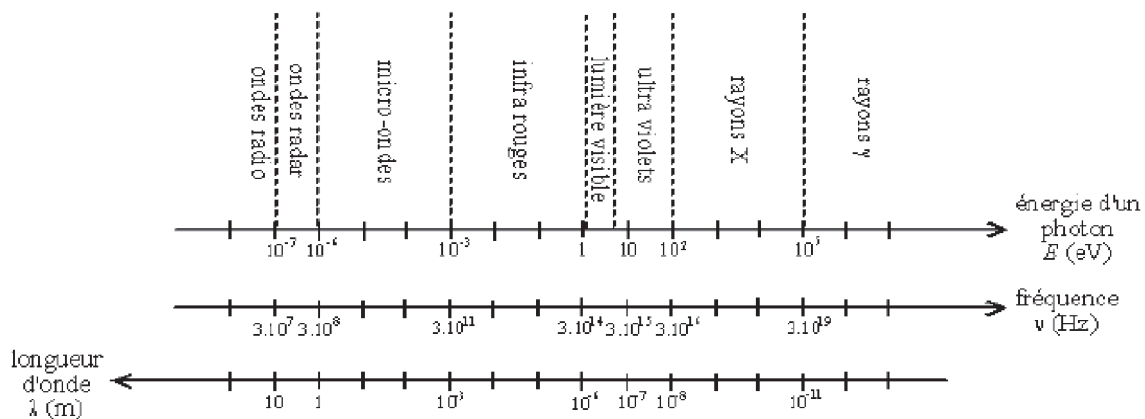 ondes radio
ondes radar
micro-ondes
infra rouges
lumière visible
ultra violets
rayons X
rayons γ
énergie d'un
photon
E (eV)
10⁻⁷ 10⁻⁶ 10⁻³ 1 10 10² 10⁵
fréquence
ν (Hz)
3.10⁷ 3.10⁸ 3.10¹¹ 3.10¹⁴ 3.10¹⁵ 3.10¹⁶ 3.10¹⁹
longueur
d'onde
λ (m)
10 1 10³ 10⁻⁶ 10⁻⁷ 10⁻⁸ 10⁻¹¹